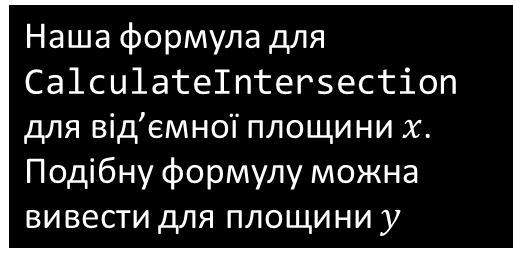 Наша формула для
CalculateIntersection
для від’ємної площини x.
Подібну формулу можна
вивести для площини y